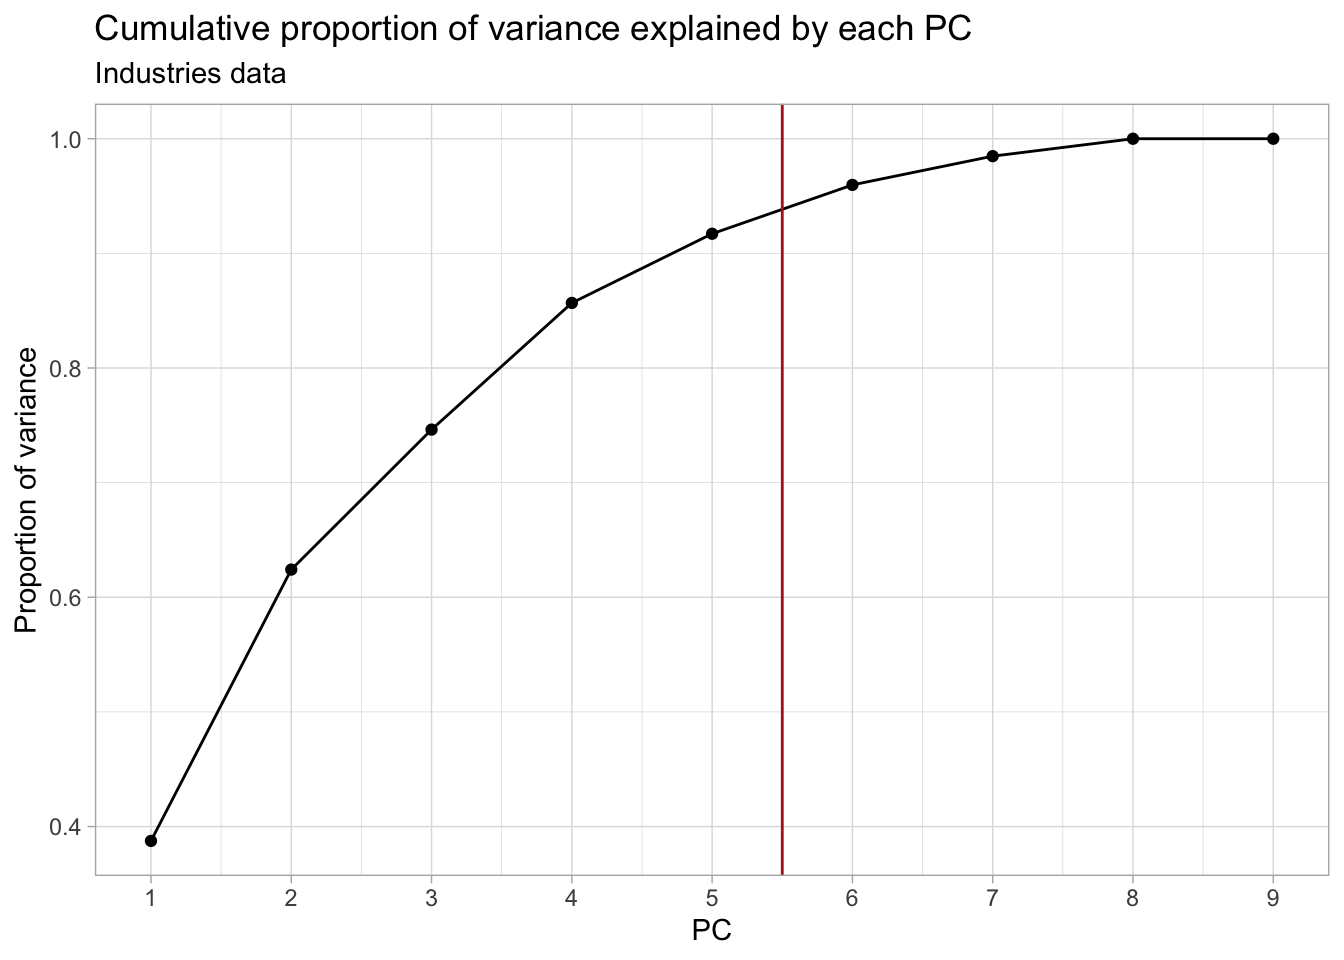 Cumulative proportion of variance explained by each PC
Industries data
Proportion of variance
1.0
0.8
0.6
0.4
1 2 3 4 5 6 7 8 9
PC